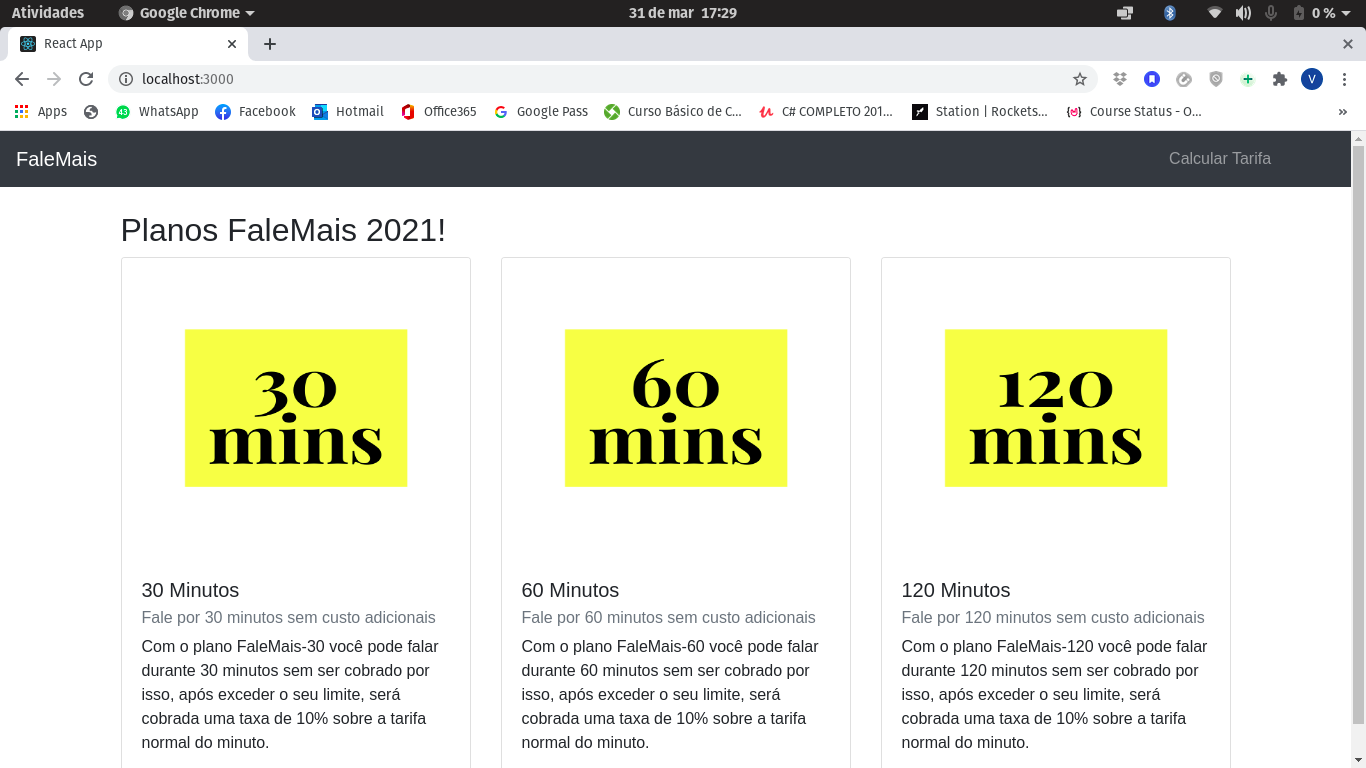 Atividades Google Chrome 31 de mar 17:29 0 %
React App
localhost:3000 V
Apps 43 WhatsApp Facebook Hotmail Office365 Google Pass Curso Básico de C... C# COMPLETO 201... Station | Rockets... Course Status - O... »
FaleMais Calcular Tarifa
Planos FaleMais 2021!
30
mins
30 Minutos
Fale por 30 minutos sem custo adicionais
Com o plano FaleMais-30 você pode falar
durante 30 minutos sem ser cobrado por
isso, após exceder o seu limite, será
cobrada uma taxa de 10% sobre a tarifa
normal do minuto.
60
mins
60 Minutos
Fale por 60 minutos sem custo adicionais
Com o plano FaleMais-60 você pode falar
durante 60 minutos sem ser cobrado por
isso, após exceder o seu limite, será
cobrada uma taxa de 10% sobre a tarifa
normal do minuto.
120
mins
120 Minutos
Fale por 120 minutos sem custo adicionais
Com o plano FaleMais-120 você pode falar
durante 120 minutos sem ser cobrado por
isso, após exceder o seu limite, será
cobrada uma taxa de 10% sobre a tarifa
normal do minuto.